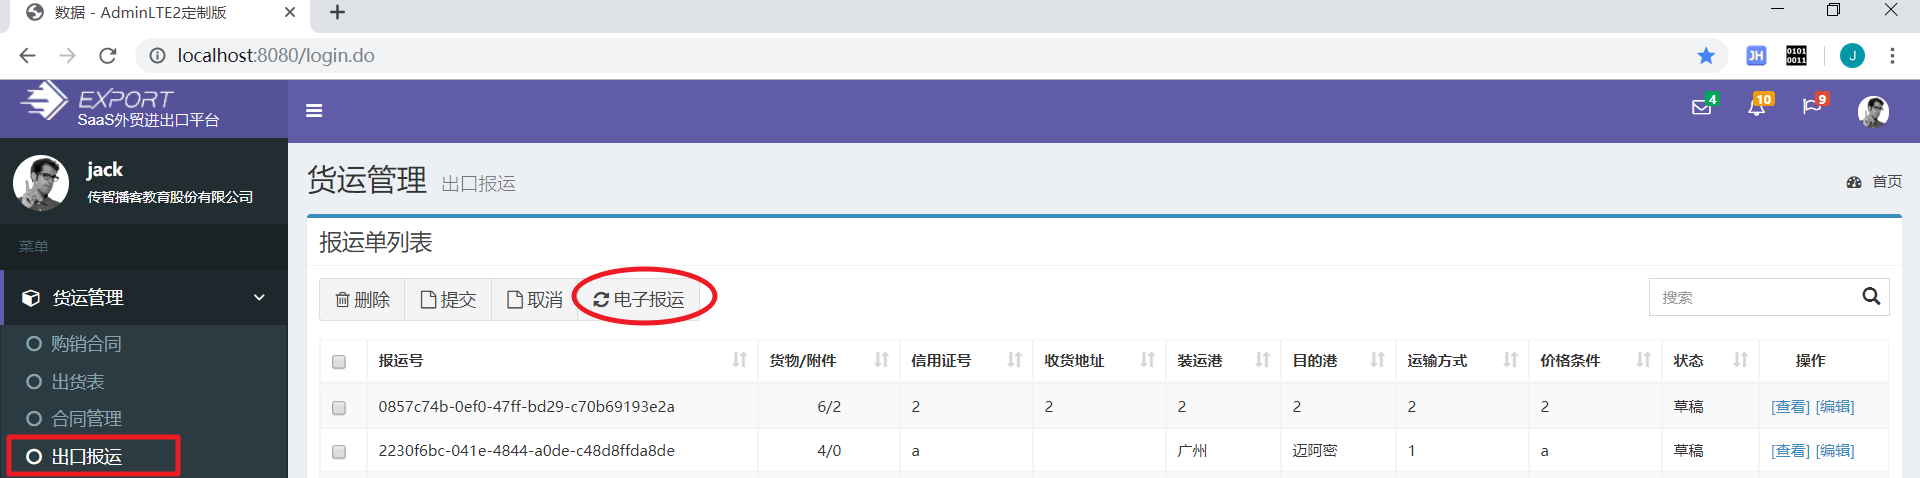 数据 - AdminLTE2定制版
localhost:8080/login.do
JH
0101
0011
J
EXPORT
SaaS外贸进出口平台
4
10
9
jack
传智播客教育股份有限公司
货运管理 出口报运
首页
菜单
报运单列表
货运管理
删除 提交 取消 电子报运
搜索
购销合同
出货表
合同管理
出口报运
报运号 货物/附件 信用证号 收货地址 装运港 目的港 运输方式 价格条件 状态 操作
0857c74b-0ef0-47ff-bd29-c70b69193e2a 6/2 2 2 2 2 2 2 草稿 [查看] [编辑]
2230f6bc-041e-4844-a0de-c48d8ffda8de 4/0 a 广州 迈阿密 1 a 草稿 [查看] [编辑]